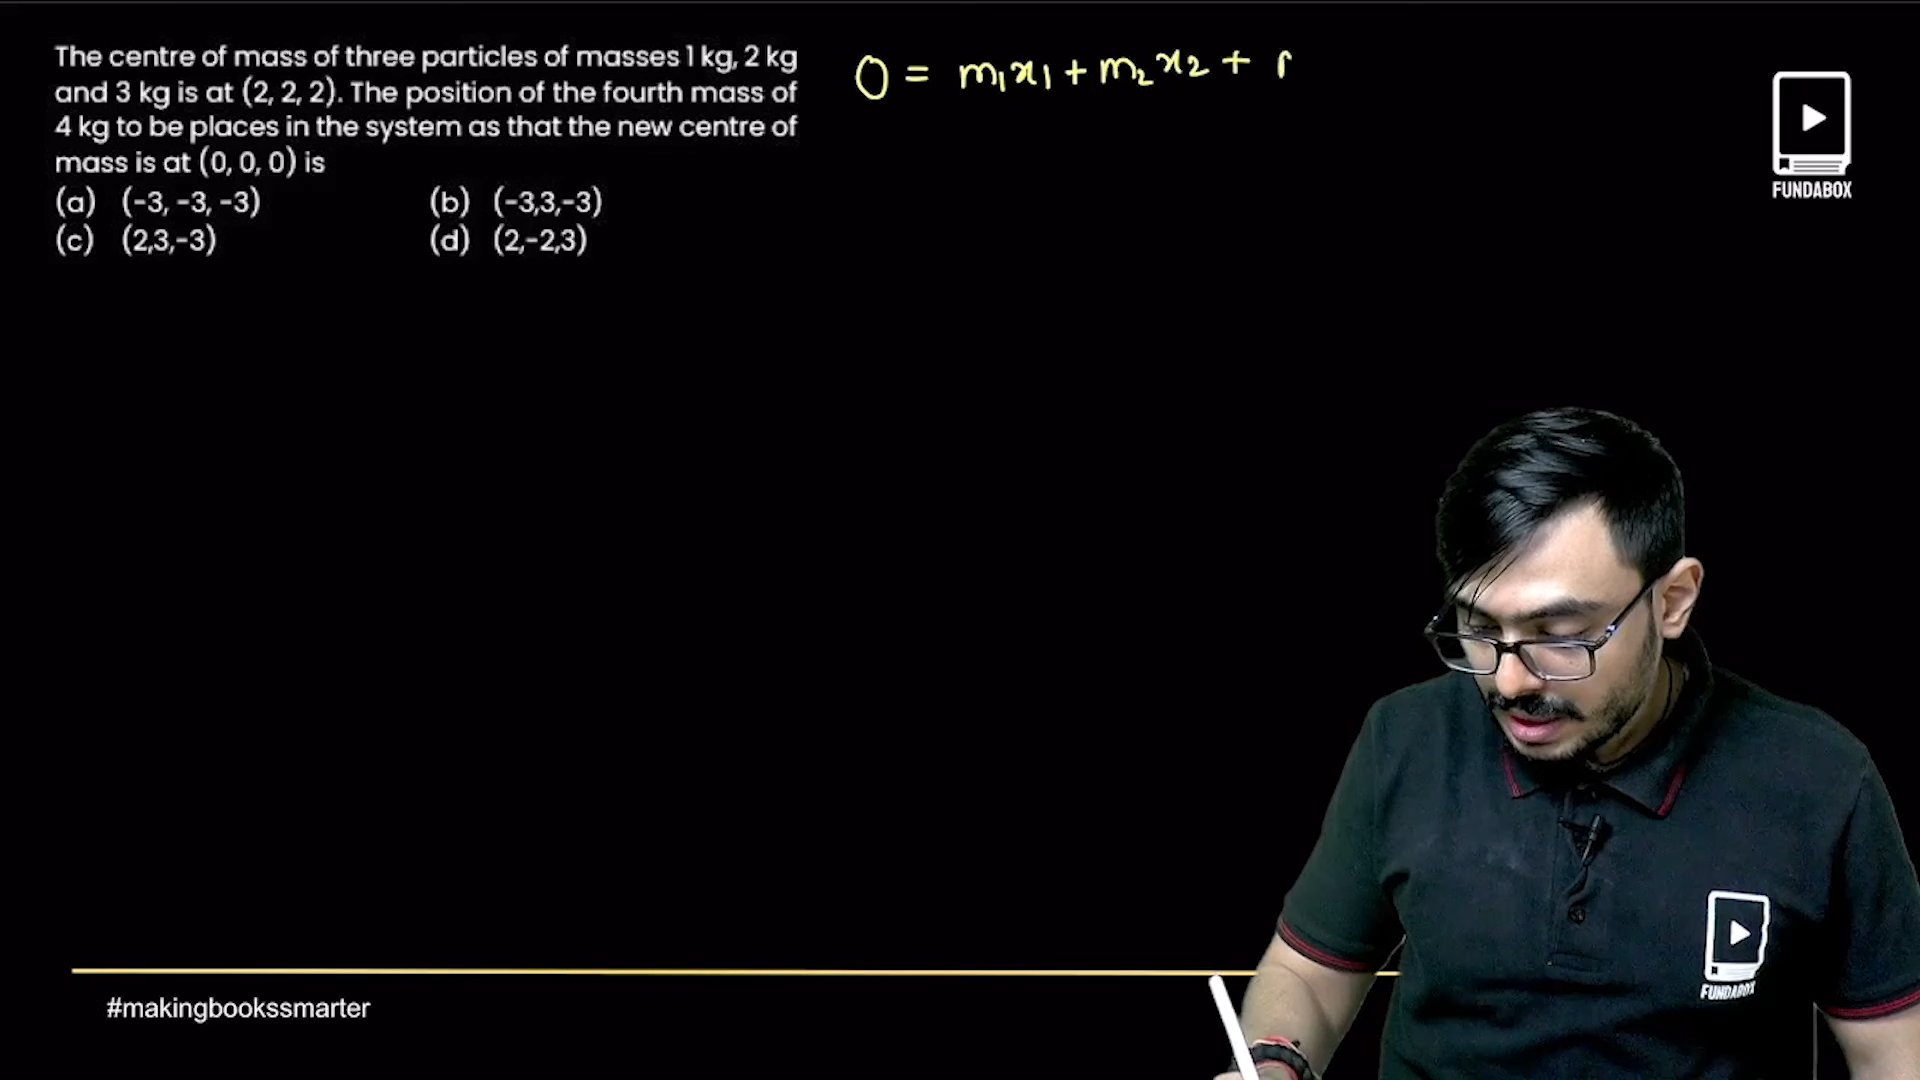 The centre of mass of three particles of masses 1 kg, 2 kg
and 3 kg is at (2, 2, 2). The position of the fourth mass of
4 kg to be places in the system as that the new centre of
mass is at (0, 0, 0) is
(a) (-3, -3, -3) (b) (-3,3,-3)
(c) (2,3,-3) (d) (2,-2,3)
0 = m₁x₁ + m₂x₂ +
FUNDABOX
FUNDABOX
#makingbookssmarter